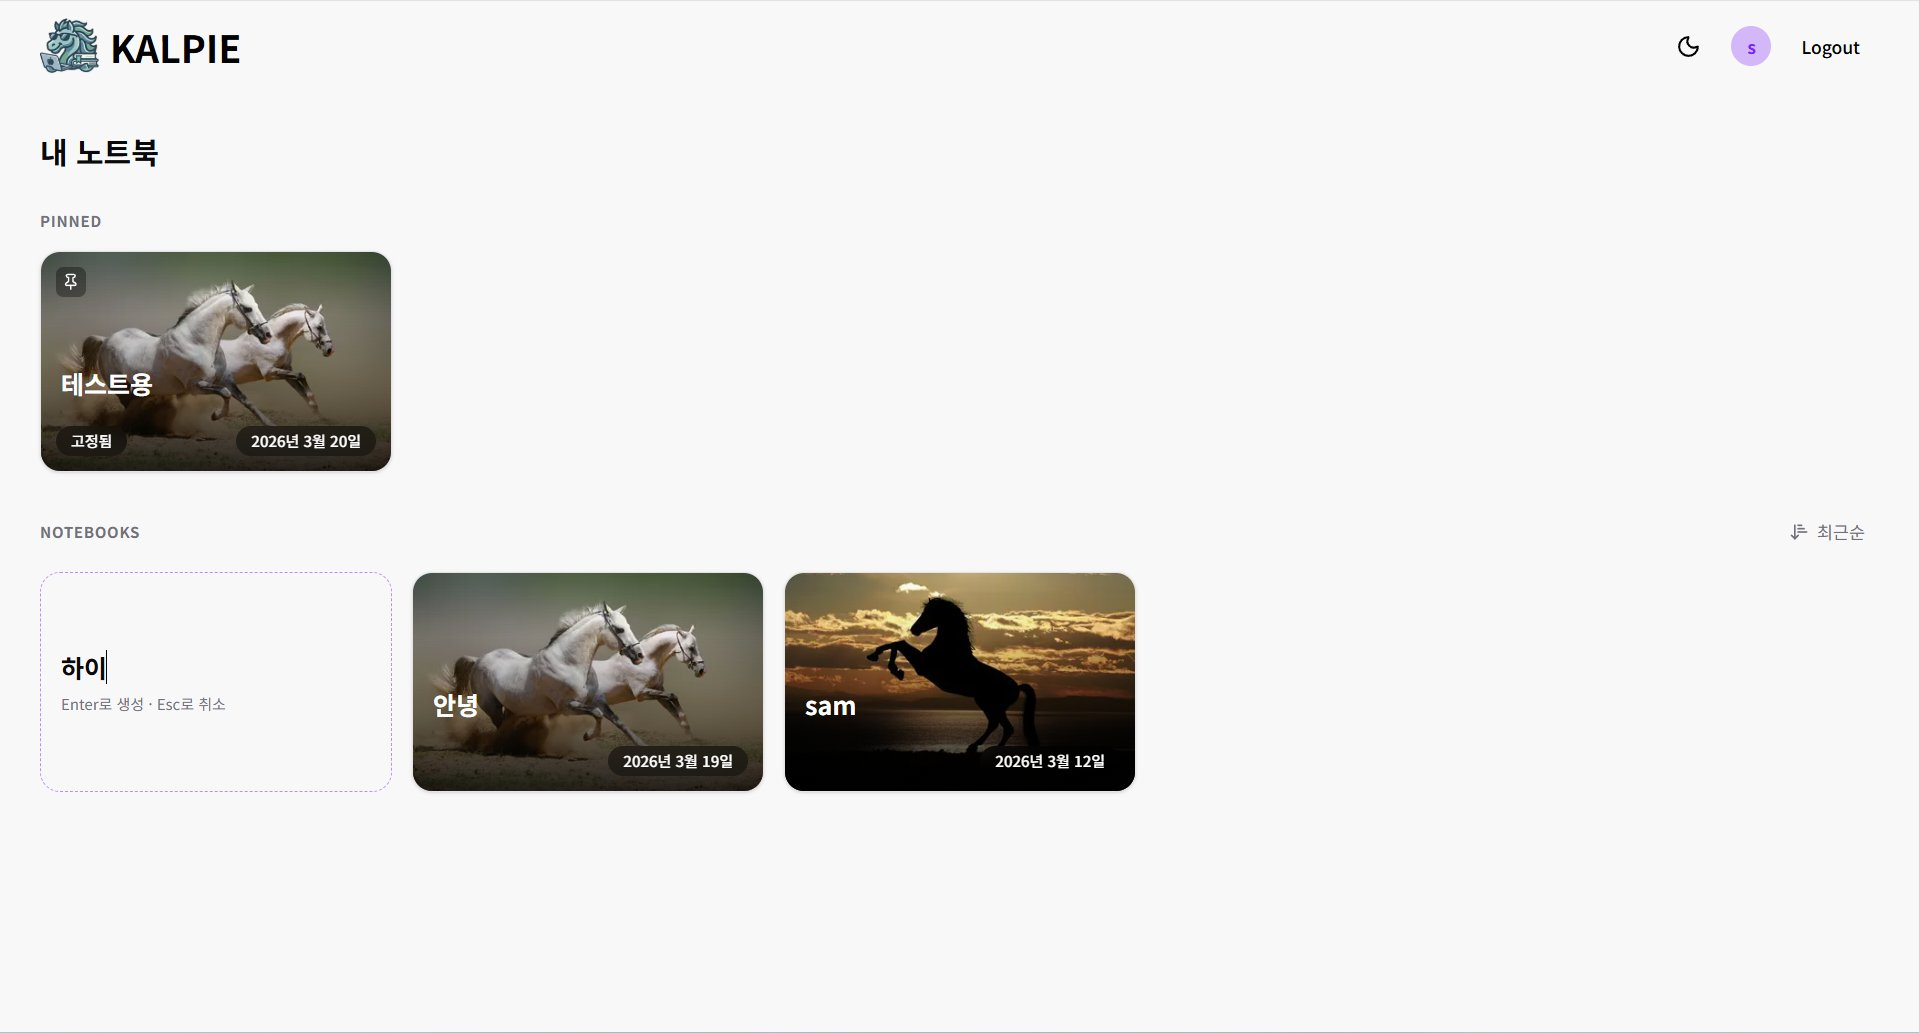 KALPIE
s
Logout
내 노트북
PINNED
테스트용
고정됨
2026년 3월 20일
NOTEBOOKS
최근순
하이
Enter로 생성 · Esc로 취소
안녕
2026년 3월 19일
sam
2026년 3월 12일